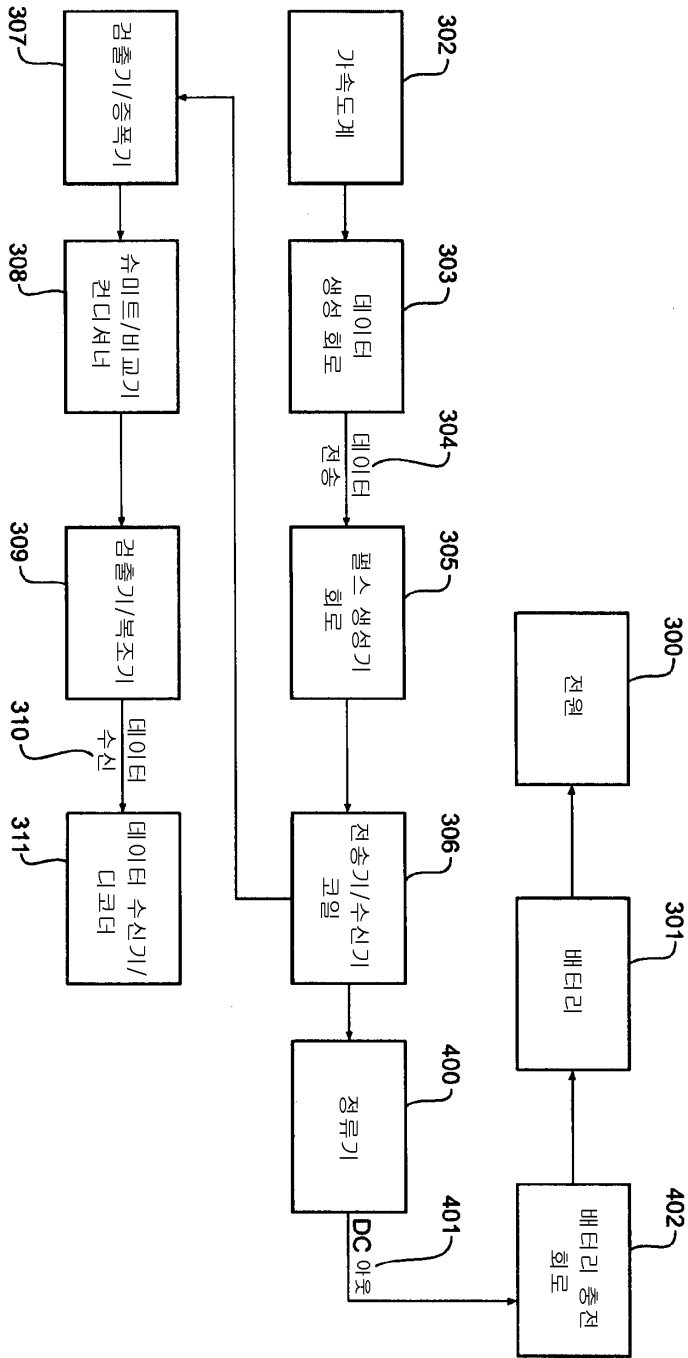 300
전원
301
배터리
402
배터리 충전
회로
302
가속도계
303
데이터
생성 회로
304
데이터
전송
305
펄스 생성기
회로
306
전송기/수신기
코일
400
정류기
401
DC 아웃
307
검출기/증폭기
308
슈미트/비교기
컨디셔너
309
검출기/복조기
310
데이터
수신
311
데이터 수신기/
디코더